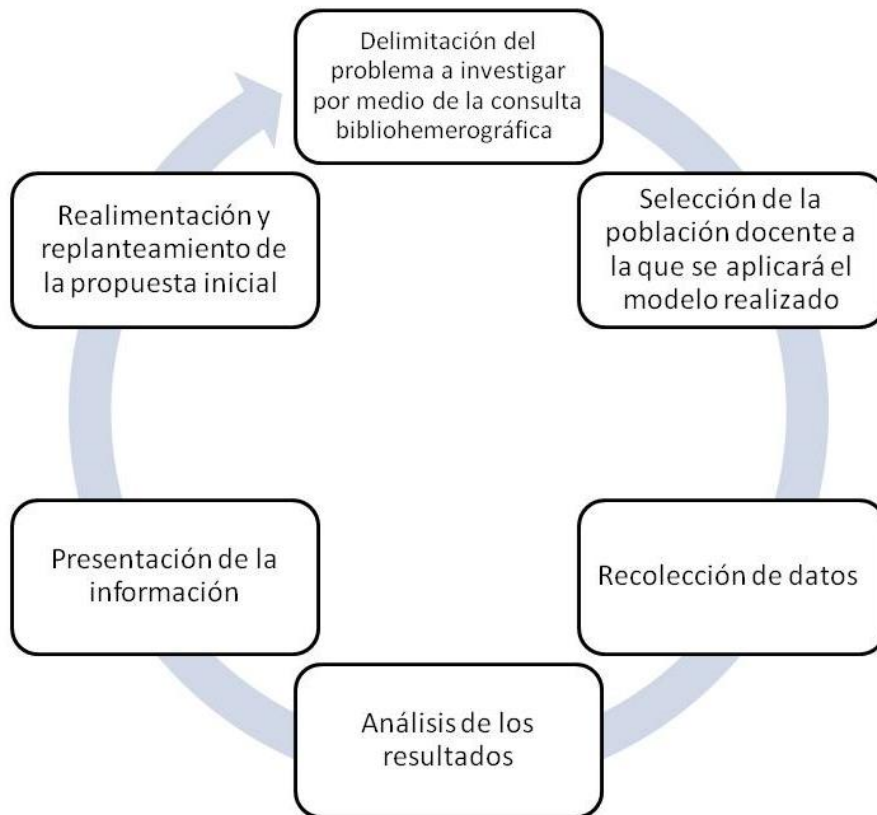 Delimitación del
problema a investigar
por medio de la consulta
bibliohemerográfica
Selección de la
población docente a
la que se aplicará el
modelo realizado
Recolección de datos
Análisis de los
resultados
Presentación de la
información
Realimentación y
replanteamiento de
la propuesta inicial